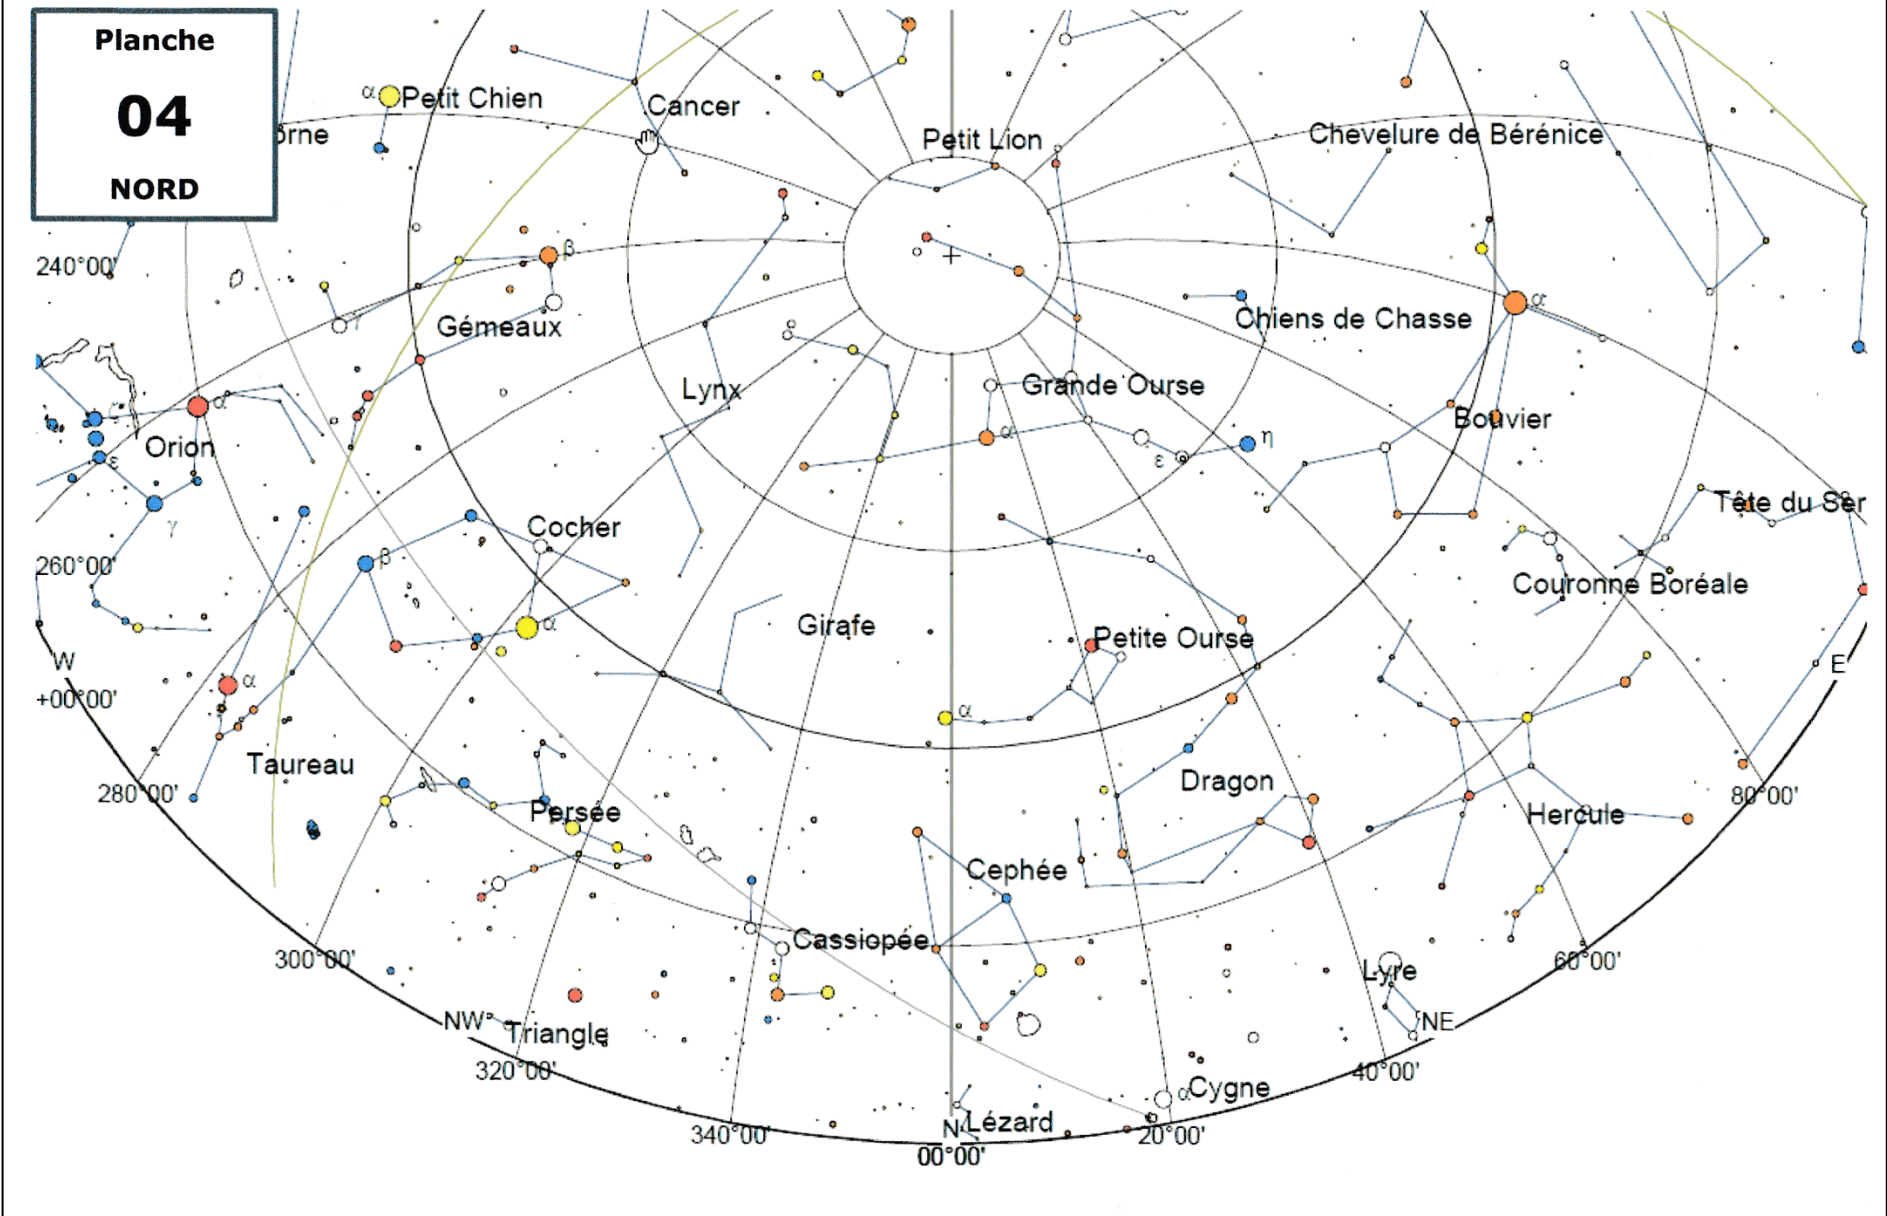 Planche
04
NORD
α Petit Chien
Cancer
Petit Lion
Chevelure de Bérénice
orne
240°00'
β
γ
Gémeaux
Chiens de Chasse
α
Lynx
Grande Ourse
Bouvier
ζ
α
Orion
α
ε
η
ε
γ
Tête du Ser
Cocher
β
260°00'
Couronne Boréale
α
Girafe
Petite Ourse
W
E
+00°00'
α
α
Taureau
Dragon
280°00'
80°00'
Persée
Hercule
Cephée
Cassiopée
300°00'
60°00'
Lyre
NW
Triangle
NE
320°00'
40°00'
α Cygne
N
Lézard
340°00'
20°00'
00°00'